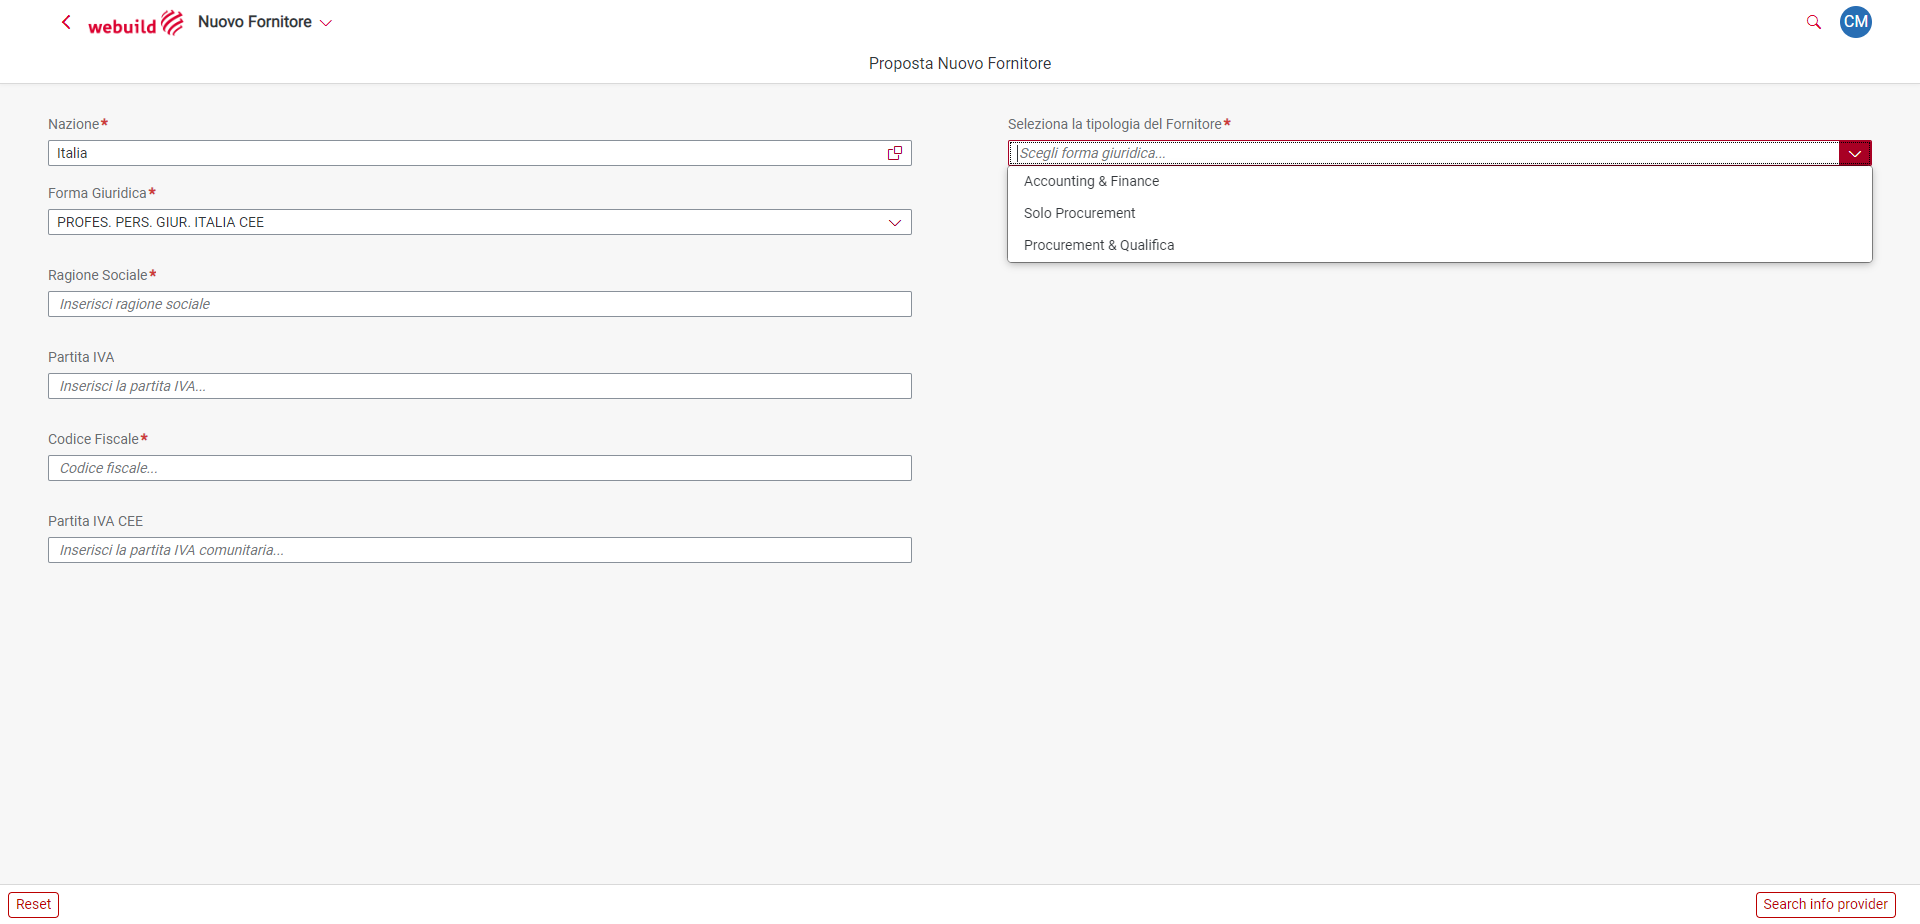 webuild
Nuovo Fornitore
CM
Proposta Nuovo Fornitore
Nazione*
Italia
Forma Giuridica*
PROFES. PERS. GIUR. ITALIA CEE
Ragione Sociale*
Inserisci ragione sociale
Partita IVA
Inserisci la partita IVA...
Codice Fiscale*
Codice fiscale...
Partita IVA CEE
Inserisci la partita IVA comunitaria...
Seleziona la tipologia del Fornitore*
Scegli forma giuridica...
Accounting & Finance
Solo Procurement
Procurement & Qualifica
Reset
Search info provider